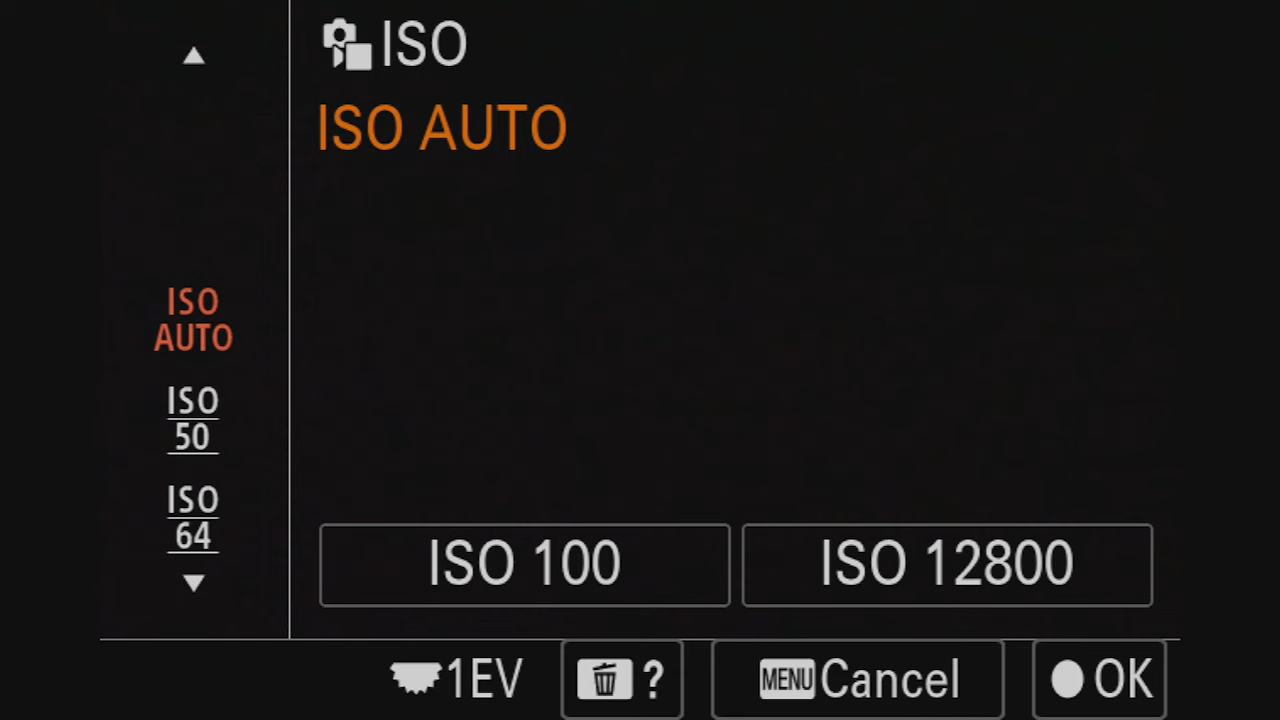 ISO
ISO AUTO
ISO
AUTO
ISO
50
ISO
64
ISO 100
ISO 12800
1EV
?
MENU Cancel
OK